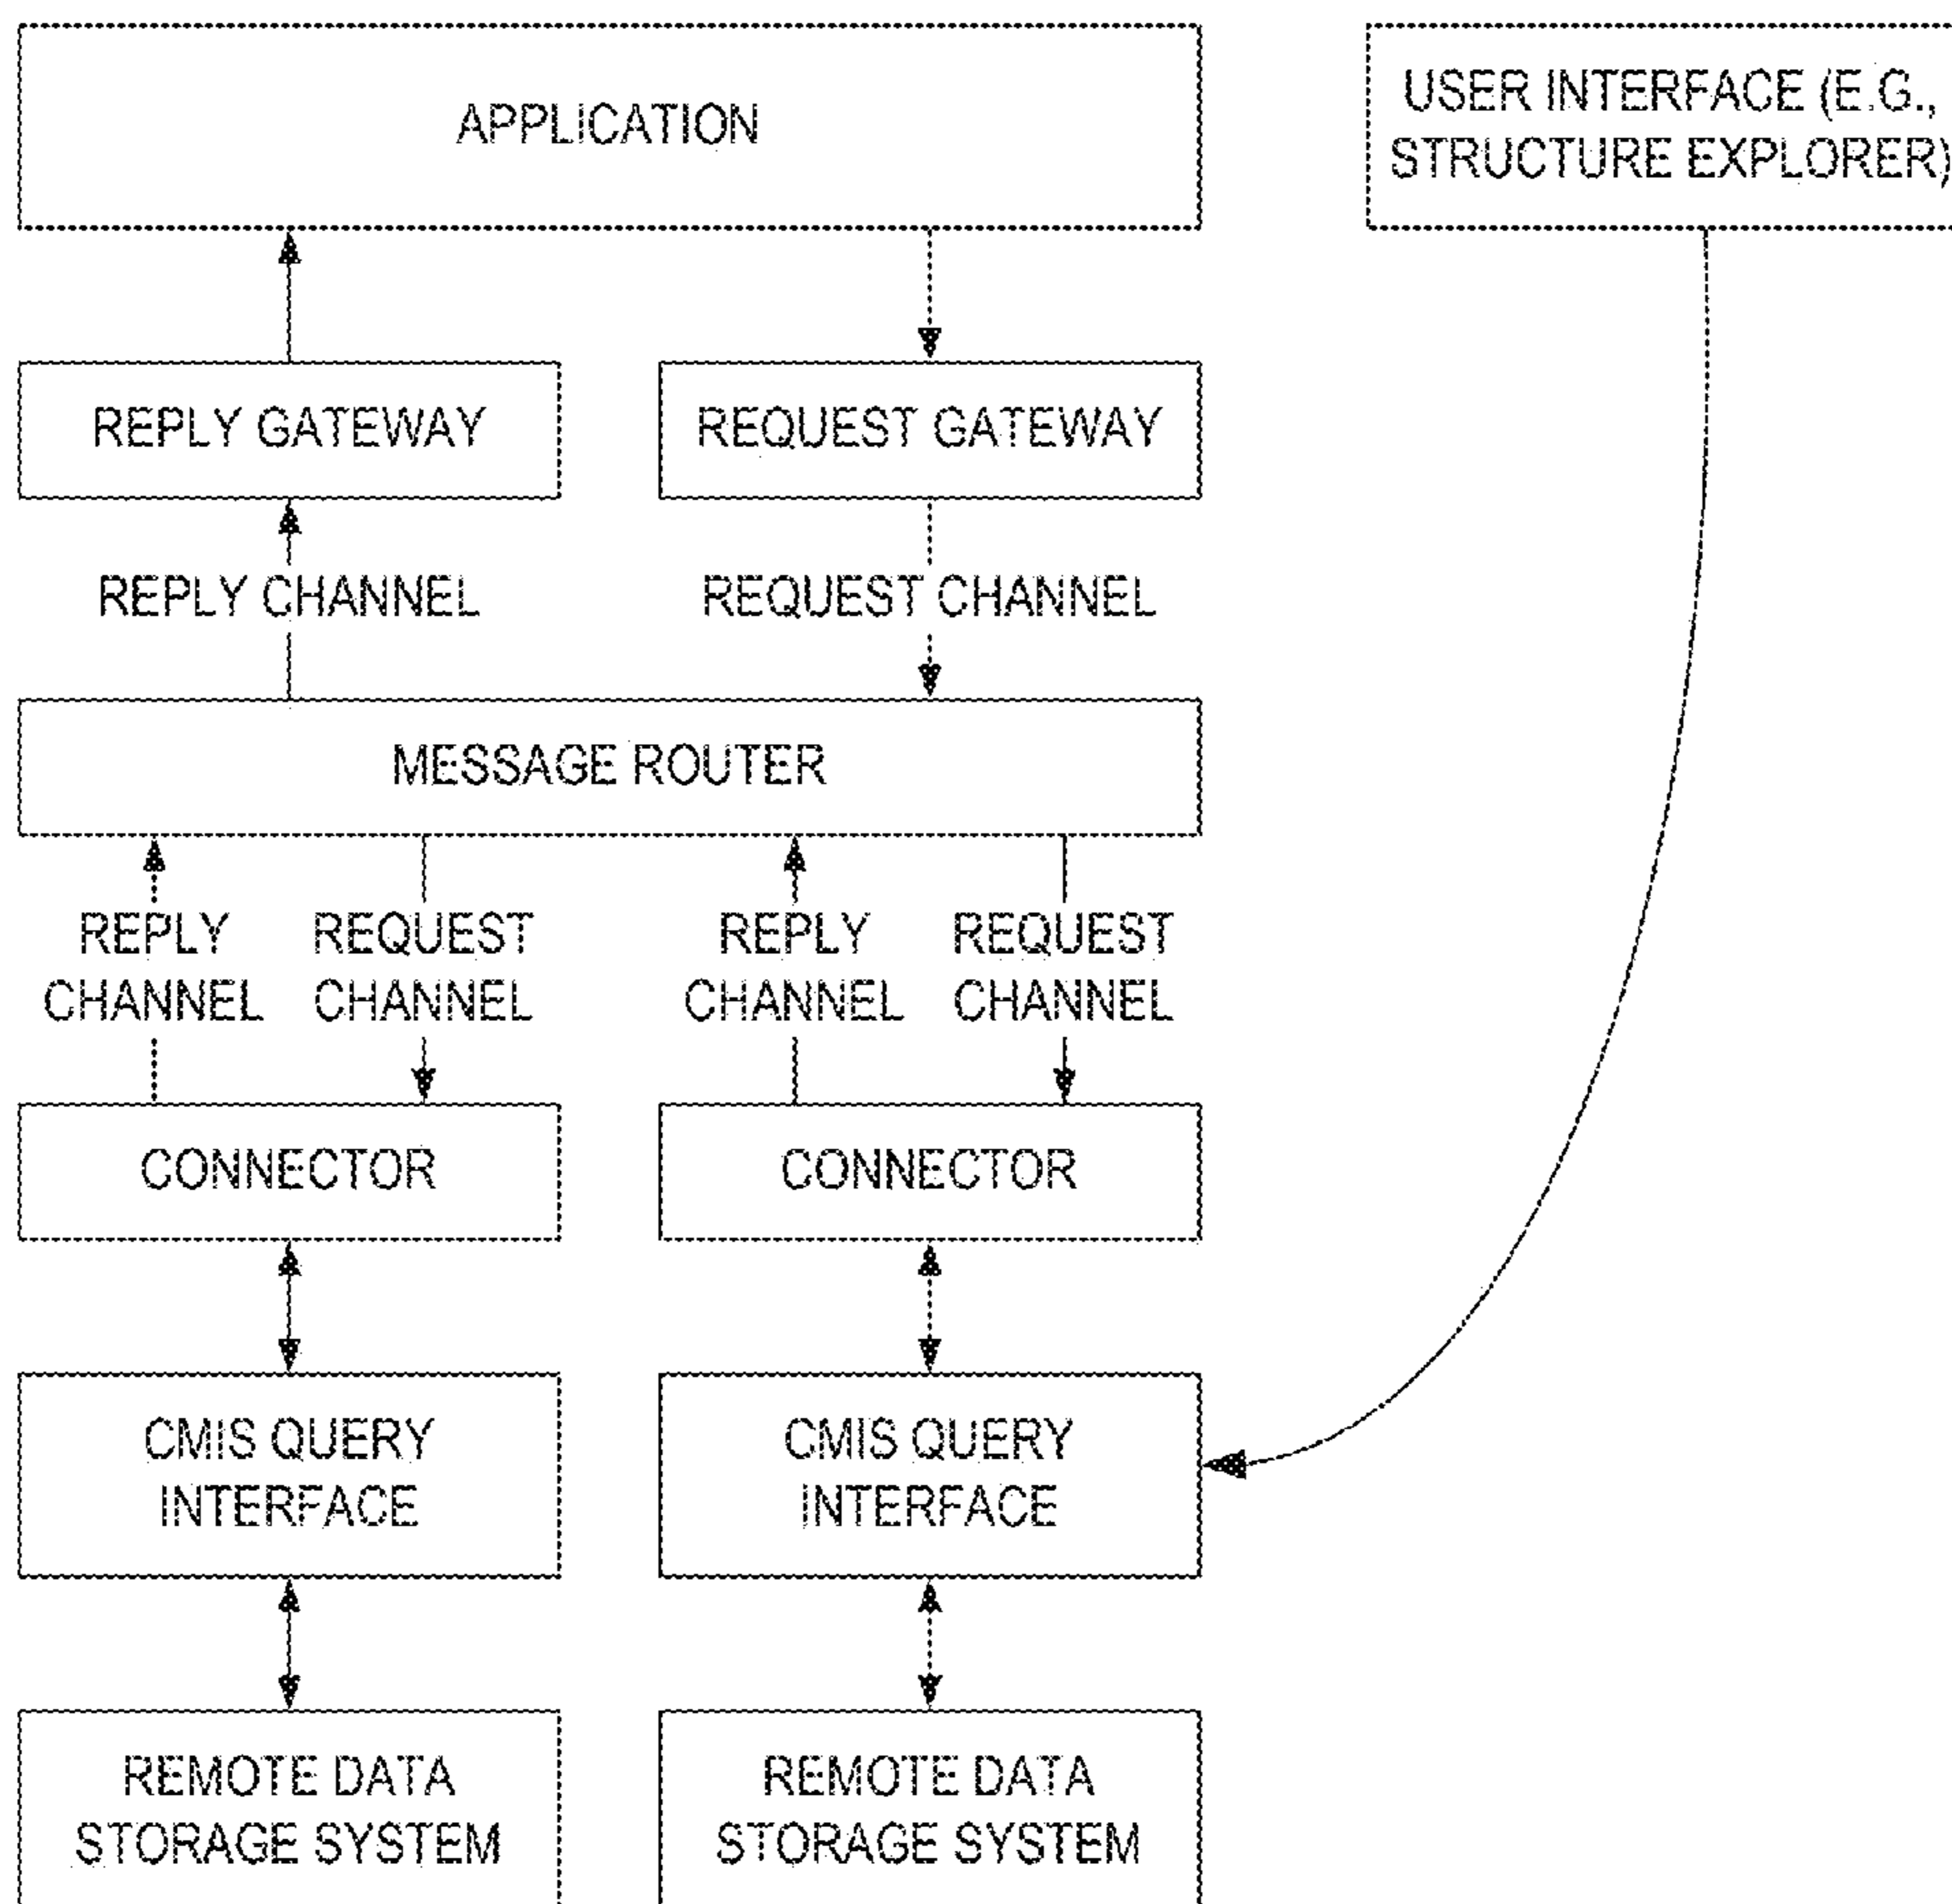 APPLICATION
USER INTERFACE (E.G.,
STRUCTURE EXPLORER)
REPLY GATEWAY
REQUEST GATEWAY
REPLY CHANNEL
REQUEST CHANNEL
MESSAGE ROUTER
REPLY
CHANNEL
REQUEST
CHANNEL
REPLY
CHANNEL
REQUEST
CHANNEL
CONNECTOR
CONNECTOR
CMIS QUERY
INTERFACE
CMIS QUERY
INTERFACE
REMOTE DATA
STORAGE SYSTEM
REMOTE DATA
STORAGE SYSTEM